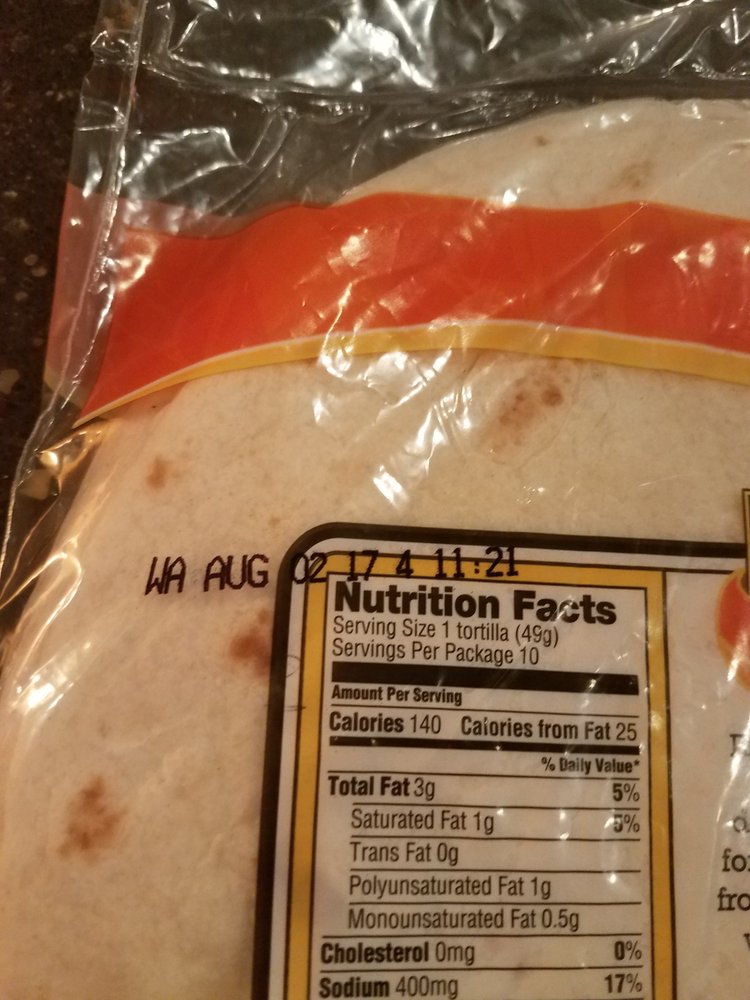 WA AUG 02 17 4 11:21
Nutrition Facts
Serving Size 1 tortilla (49g)
Servings Per Package 10
Amount Per Serving
Calories 140 Calories from Fat 25
% Daily Value*
Total Fat 3g 5%
Saturated Fat 1g 5%
Trans Fat 0g
Polyunsaturated Fat 1g
Monounsaturated Fat 0.5g
Cholesterol 0mg 0%
Sodium 400mg 17%